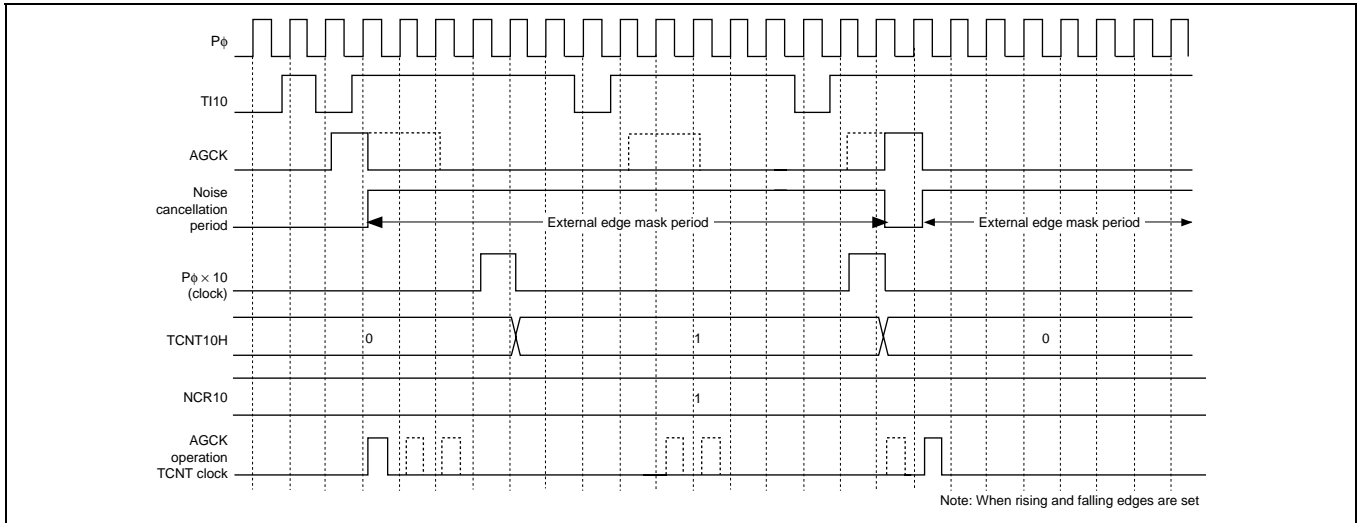 Pφ
TI10
AGCK
Noise
cancellation
period
External edge mask period
External edge mask period
Pφ × 10
(clock)
TCNT10H
0
1
0
NCR10
1
AGCK
operation
TCNT clock
Note: When rising and falling edges are set